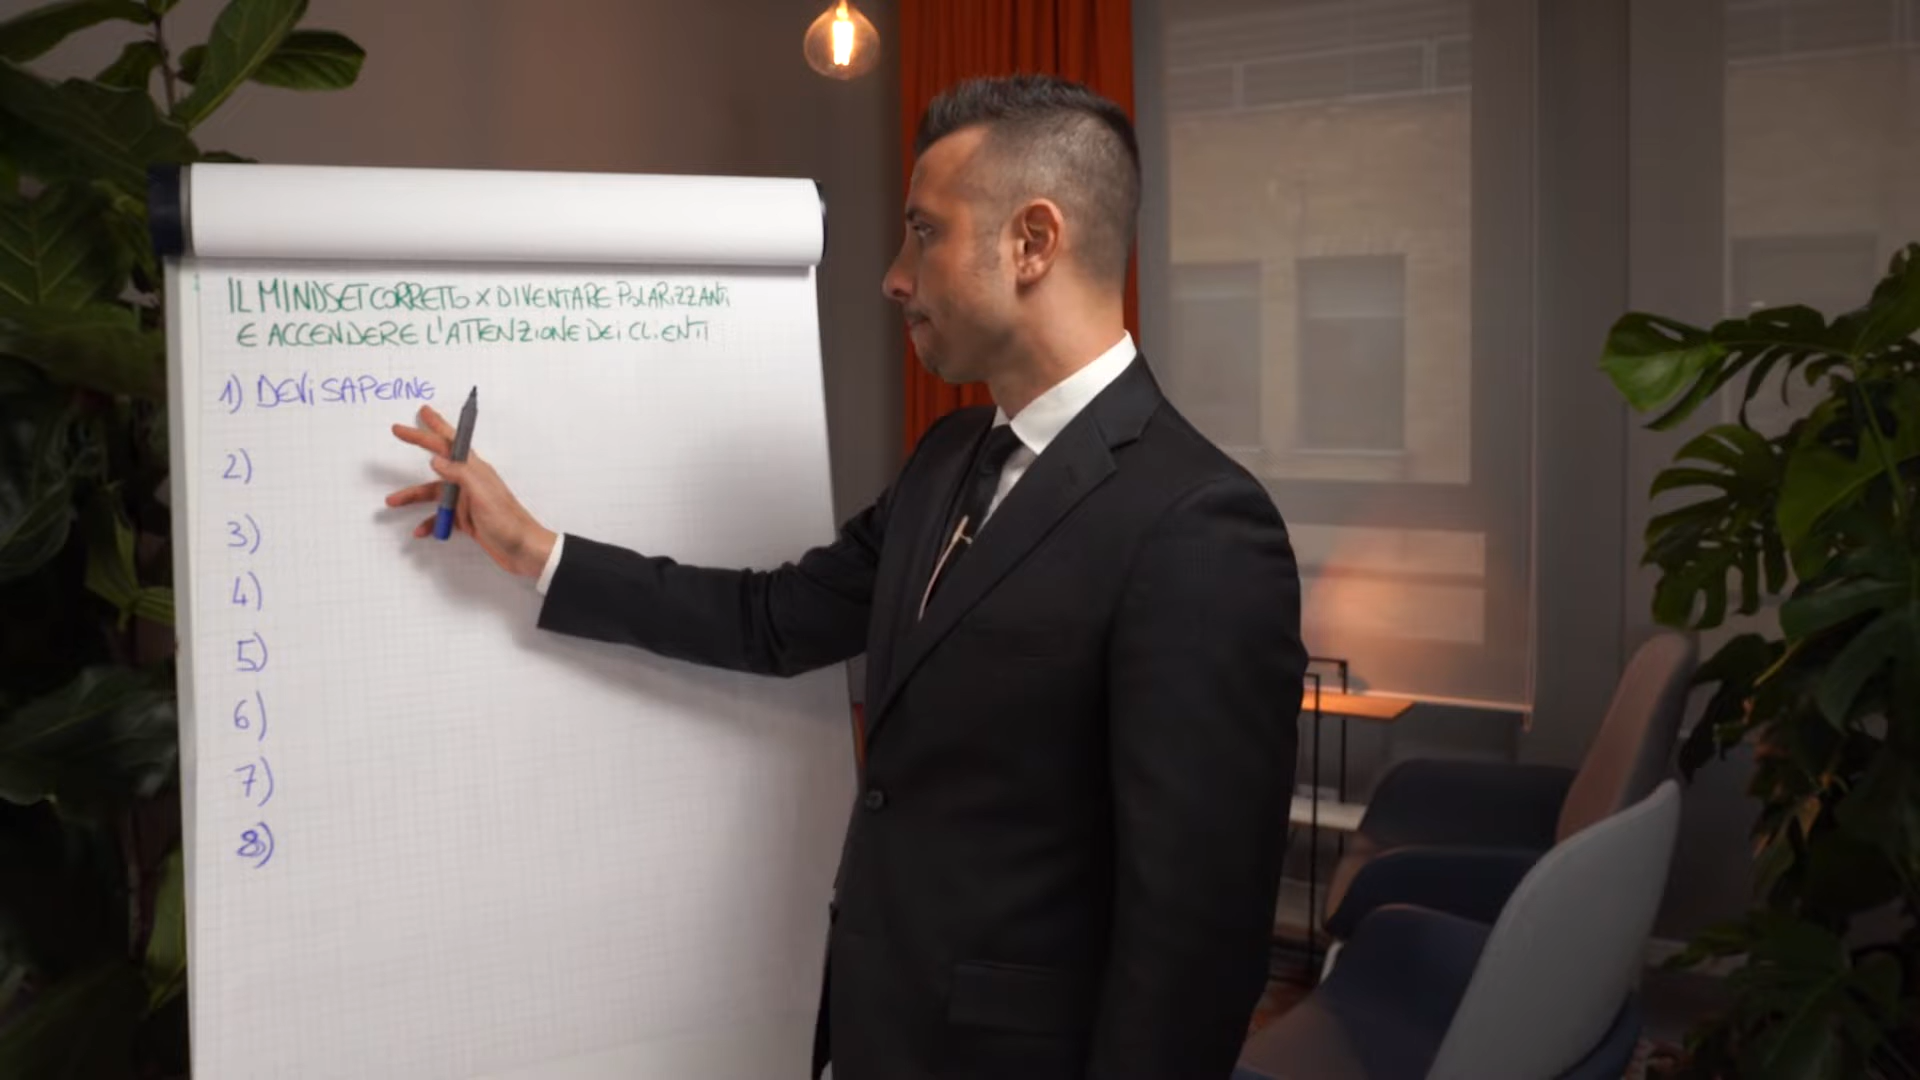 IL MINDSET CORRETTO X DIVENTARE POLARIZZANTI
E ACCENDERE L'ATTENZIONE DEI CLIENTI
1) DEVI SAPERNE
2)
3)
4)
5)
6)
7)
8)